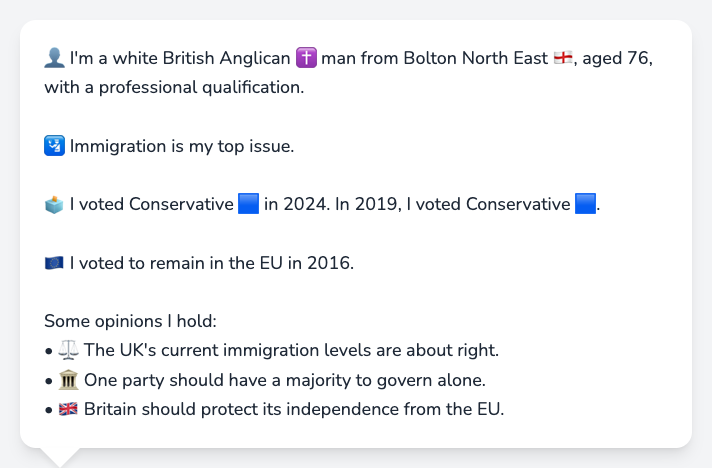 👤 I'm a white British Anglican ✝️ man from Bolton North East 🏴󠁧󠁢󠁥󠁮󠁧󠁿, aged 76,
with a professional qualification.
🛂 Immigration is my top issue.
🗳️ I voted Conservative 🟦 in 2024. In 2019, I voted Conservative 🟦.
🇪🇺 I voted to remain in the EU in 2016.
Some opinions I hold:
• ⚖️ The UK's current immigration levels are about right.
• 🏛️ One party should have a majority to govern alone.
• 🇬🇧 Britain should protect its independence from the EU.